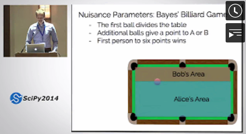 Nuisance Parameters: Bayes' Billiard Game
- The first ball divides the table
- Additional balls give a point to A or B
- First person to six points wins
Bob's Area
Alice's Area
SciPy2014